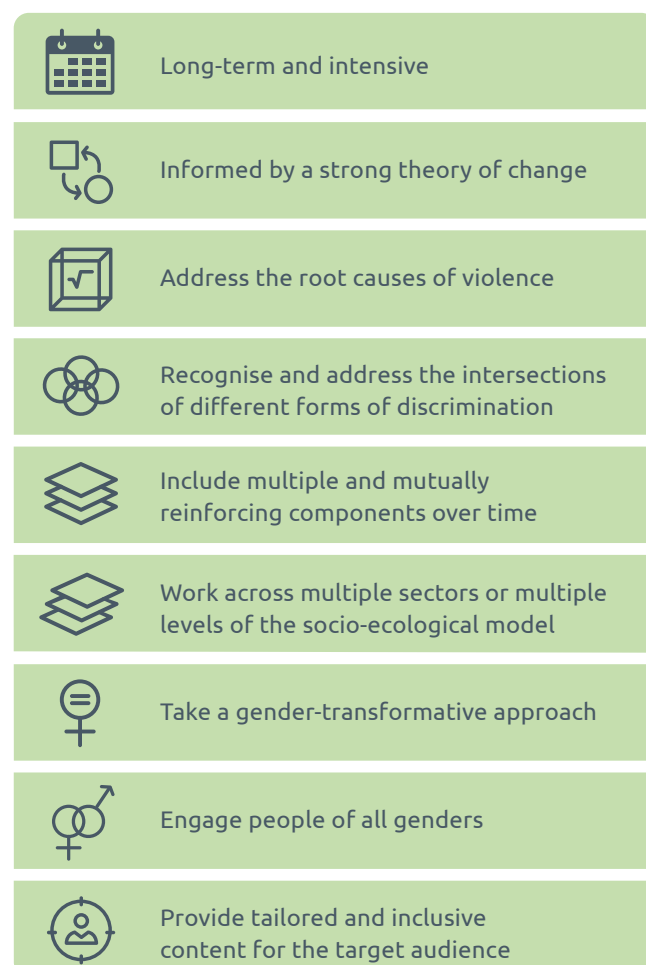 Long-term and intensive
Informed by a strong theory of change
Address the root causes of violence
Recognise and address the intersections
of different forms of discrimination
Include multiple and mutually
reinforcing components over time
Work across multiple sectors or multiple
levels of the socio-ecological model
Take a gender-transformative approach
Engage people of all genders
Provide tailored and inclusive
content for the target audience